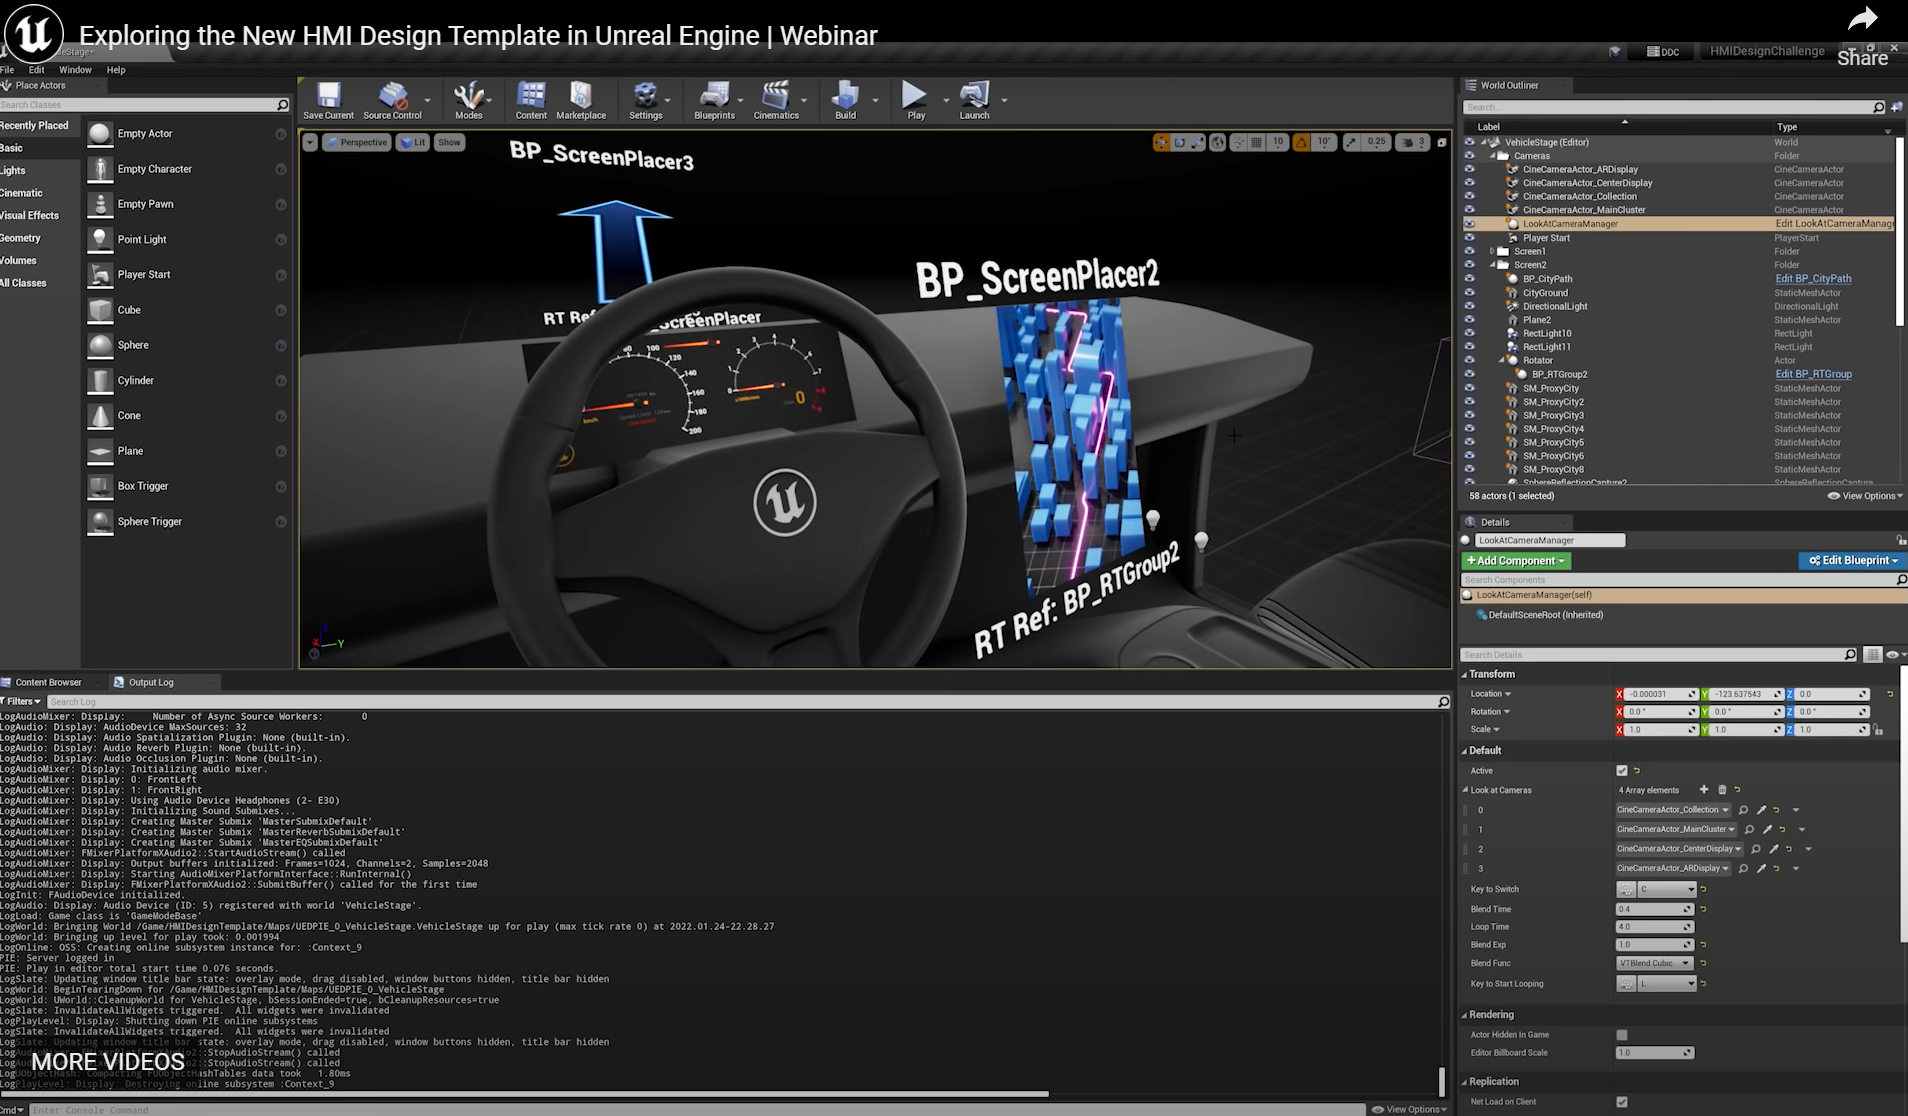 Exploring the New HMI Design Template in Unreal Engine | Webinar
Share
DDC
HMIDesignChallenge
File Edit Window Help
Place Actors
Search Classes
Recently Placed
Basic
Lights
Cinematic
Visual Effects
Geometry
Volumes
All Classes
Empty Actor
Empty Character
Empty Pawn
Point Light
Player Start
Cube
Sphere
Cylinder
Cone
Plane
Box Trigger
Sphere Trigger
Save Current Source Control Modes Content Marketplace Settings Blueprints Cinematics Build Play Launch
Perspective Lit Show
10 10° 0.25 3
BP_ScreenPlacer3
BP_ScreenPlacer2
RT Ref: BP_RTGroup2
World Outliner
Search...
Label Type
VehicleStage (Editor) World
Cameras Folder
CineCameraActor_ARDisplay CineCameraActor
CineCameraActor_CenterDisplay CineCameraActor
CineCameraActor_Collection CineCameraActor
CineCameraActor_MainCluster CineCameraActor
LookAtCameraManager Edit LookAtCameraManage
Player Start PlayerStart
Screen1 Folder
Screen2 Folder
BP_CityPath Edit BP_CityPath
CityGround StaticMeshActor
DirectionalLight DirectionalLight
Plane2 StaticMeshActor
RectLight10 RectLight
RectLight11 RectLight
Rotator Actor
BP_RTGroup2 Edit BP_RTGroup
SM_ProxyCity StaticMeshActor
SM_ProxyCity2 StaticMeshActor
SM_ProxyCity3 StaticMeshActor
SM_ProxyCity4 StaticMeshActor
SM_ProxyCity5 StaticMeshActor
SM_ProxyCity6 StaticMeshActor
SM_ProxyCity8 StaticMeshActor
SphereReflectionCapture2 SphereReflectionCapture
58 actors (1 selected) View Options
Details
LookAtCameraManager
+ Add Component Edit Blueprint
Search Components
LookAtCameraManager(self)
DefaultSceneRoot (Inherited)
Search Details
Transform
Location X -0.000031 Y -123.637543 Z 0.0
Rotation X 0.0° Y 0.0° Z 0.0°
Scale X 1.0 Y 1.0 Z 1.0
Default
Active
Look at Cameras 4 Array elements
0 CineCameraActor_Collection
1 CineCameraActor_MainCluster
2 CineCameraActor_CenterDisplay
3 CineCameraActor_ARDisplay
Key to Switch C
Blend Time 0.4
Loop Time 4.0
Blend Exp 1.0
Blend Func VTBlend Cubic
Key to Start Looping L
Rendering
Actor Hidden In Game
Editor Billboard Scale 1.0
Replication
Net Load on Client
Content Browser Output Log
Filters Search Log
LogAudioMixer: Display: Number of Async Source Workers: 0
LogAudio: Display: AudioDevice MaxSources: 32
LogAudio: Display: Audio Spatialization Plugin: None (built-in).
LogAudio: Display: Audio Reverb Plugin: None (built-in).
LogAudio: Display: Audio Occlusion Plugin: None (built-in).
LogAudioMixer: Display: Initializing audio mixer.
LogAudioMixer: Display: 0: FrontLeft
LogAudioMixer: Display: 1: FrontRight
LogAudioMixer: Display: Using Audio Device Headphones (2- E30)
LogAudioMixer: Display: Initializing Sound Submixes...
LogAudioMixer: Display: Creating Master Submix 'MasterSubmixDefault'
LogAudioMixer: Display: Creating Master Submix 'MasterReverbSubmixDefault'
LogAudioMixer: Display: Creating Master Submix 'MasterEQSubmixDefault'
LogAudioMixer: FMixerPlatformXAudio2::StartAudioStream() called
LogAudioMixer: Display: Output buffers initialized: Frames=1024, Channels=2, Samples=2048
LogAudioMixer: Display: Starting AudioMixerPlatformInterface::RunInternal()
LogAudioMixer: Display: FMixerPlatformXAudio2::SubmitBuffer() called for the first time
LogInit: FAudioDevice initialized.
LogAudio: Display: Audio Device (ID: 5) registered with world 'VehicleStage'.
LogLoad: Game class is 'GameModeBase'
LogWorld: Bringing World /Game/HMIDesignTemplate/Maps/UEDPIE_0_VehicleStage.VehicleStage up for play (max tick rate 0) at 2022.01.24-22.28.27
LogWorld: Bringing up level for play took: 0.001994
LogOnline: OSS: Creating online subsystem instance for: :Context_9
PIE: Server logged in
PIE: Play in editor total start time 0.076 seconds.
LogSlate: Updating window title bar state: overlay mode, drag disabled, window buttons hidden, title bar hidden
LogWorld: BeginTearingDown for /Game/HMIDesignTemplate/Maps/UEDPIE_0_VehicleStage
LogWorld: UWorld::CleanupWorld for VehicleStage, bSessionEnded=true, bCleanupResources=true
LogSlate: InvalidateAllWidgets triggered. All widgets were invalidated
LogPlayLevel: Display: Shutting down PIE online subsystems
LogSlate: InvalidateAllWidgets triggered. All widgets were invalidated
LogSlate: Updating window title bar state: overlay mode, drag disabled, window buttons hidden, title bar hidden
LogAudioMixer: FMixerPlatformXAudio2::StopAudioStream() called
LogAudioMixer: FMixerPlatformXAudio2::StopAudioStream() called
LogUObjectHash: Compacting FUObjectHashTables data took 1.80ms
LogPlayLevel: Display: Destroying online subsystem :Context_9
MORE VIDEOS
Cmd Enter Console Command View Options